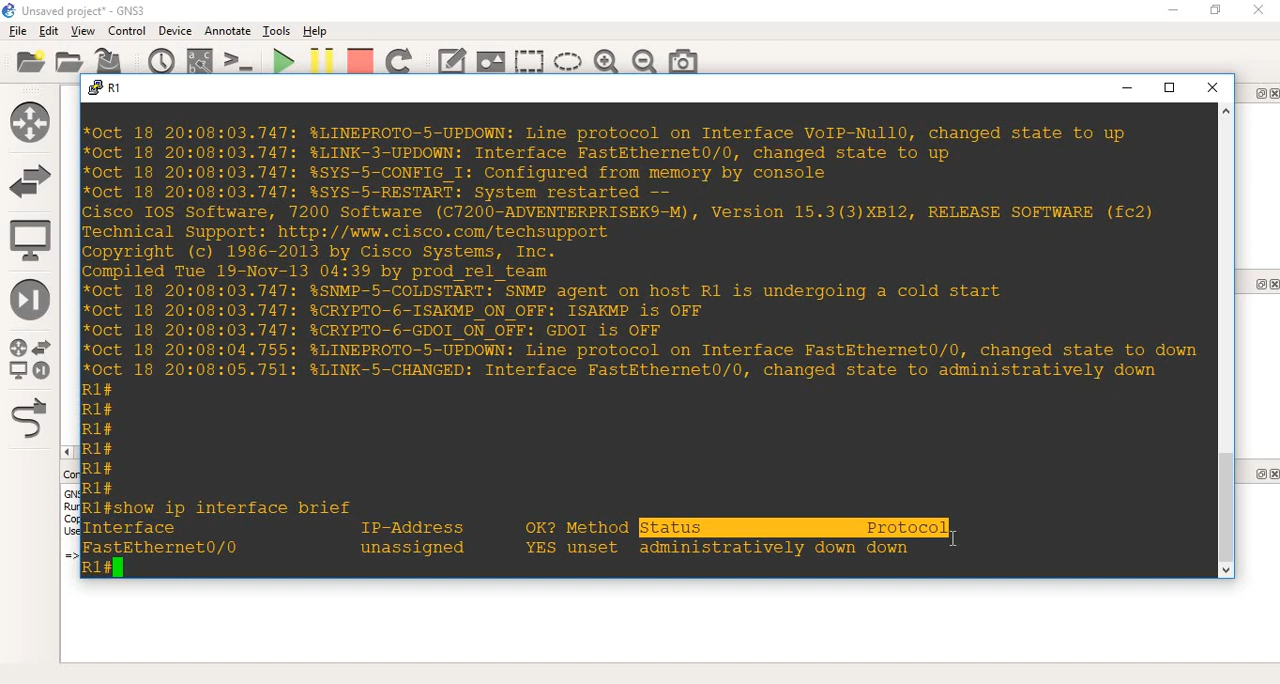 Unsaved project* - GNS3
File Edit View Control Device Annotate Tools Help
R1
*Oct 18 20:08:03.747: %LINEPROTO-5-UPDOWN: Line protocol on Interface VoIP-Null0, changed state to up
*Oct 18 20:08:03.747: %LINK-3-UPDOWN: Interface FastEthernet0/0, changed state to up
*Oct 18 20:08:03.747: %SYS-5-CONFIG_I: Configured from memory by console
*Oct 18 20:08:03.747: %SYS-5-RESTART: System restarted --
Cisco IOS Software, 7200 Software (C7200-ADVENTERPRISEK9-M), Version 15.3(3)XB12, RELEASE SOFTWARE (fc2)
Technical Support: http://www.cisco.com/techsupport
Copyright (c) 1986-2013 by Cisco Systems, Inc.
Compiled Tue 19-Nov-13 04:39 by prod_rel_team
*Oct 18 20:08:03.747: %SNMP-5-COLDSTART: SNMP agent on host R1 is undergoing a cold start
*Oct 18 20:08:03.747: %CRYPTO-6-ISAKMP_ON_OFF: ISAKMP is OFF
*Oct 18 20:08:03.747: %CRYPTO-6-GDOI_ON_OFF: GDOI is OFF
*Oct 18 20:08:04.755: %LINEPROTO-5-UPDOWN: Line protocol on Interface FastEthernet0/0, changed state to down
*Oct 18 20:08:05.751: %LINK-5-CHANGED: Interface FastEthernet0/0, changed state to administratively down
R1#
R1#
R1#
R1#
R1#
R1#
R1#show ip interface brief
Interface IP-Address OK? Method Status Protocol
FastEthernet0/0 unassigned YES unset administratively down down
R1#
Con
GNS
Run
Cop
Use
=>